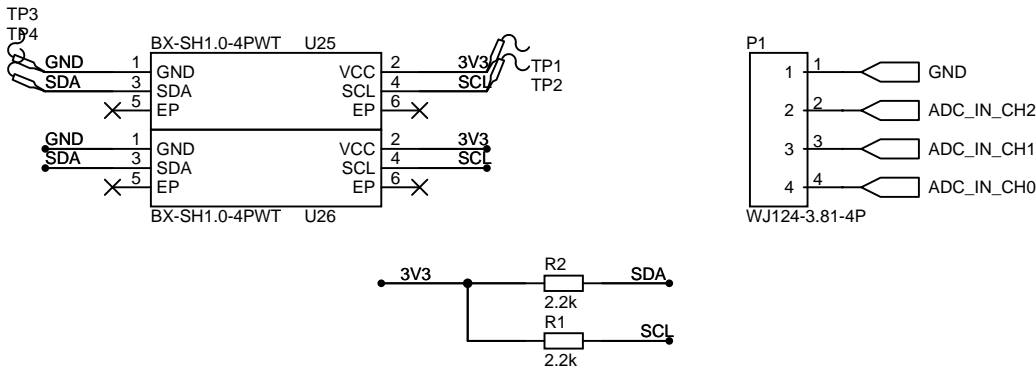 TP3
TP4
BX-SH1.0-4PWT U25
GND 1 GND VCC 2 3V3
SDA 3 SDA SCL 4 SCL
5 EP EP 6
TP1
TP2
GND 1 GND VCC 2 3V3
SDA 3 SDA SCL 4 SCL
5 EP EP 6
BX-SH1.0-4PWT U26
P1
1 1 GND
2 2 ADC_IN_CH2
3 3 ADC_IN_CH1
4 4 ADC_IN_CH0
WJ124-3.81-4P
3V3 R2 SDA
2.2k
R1 SCL
2.2k